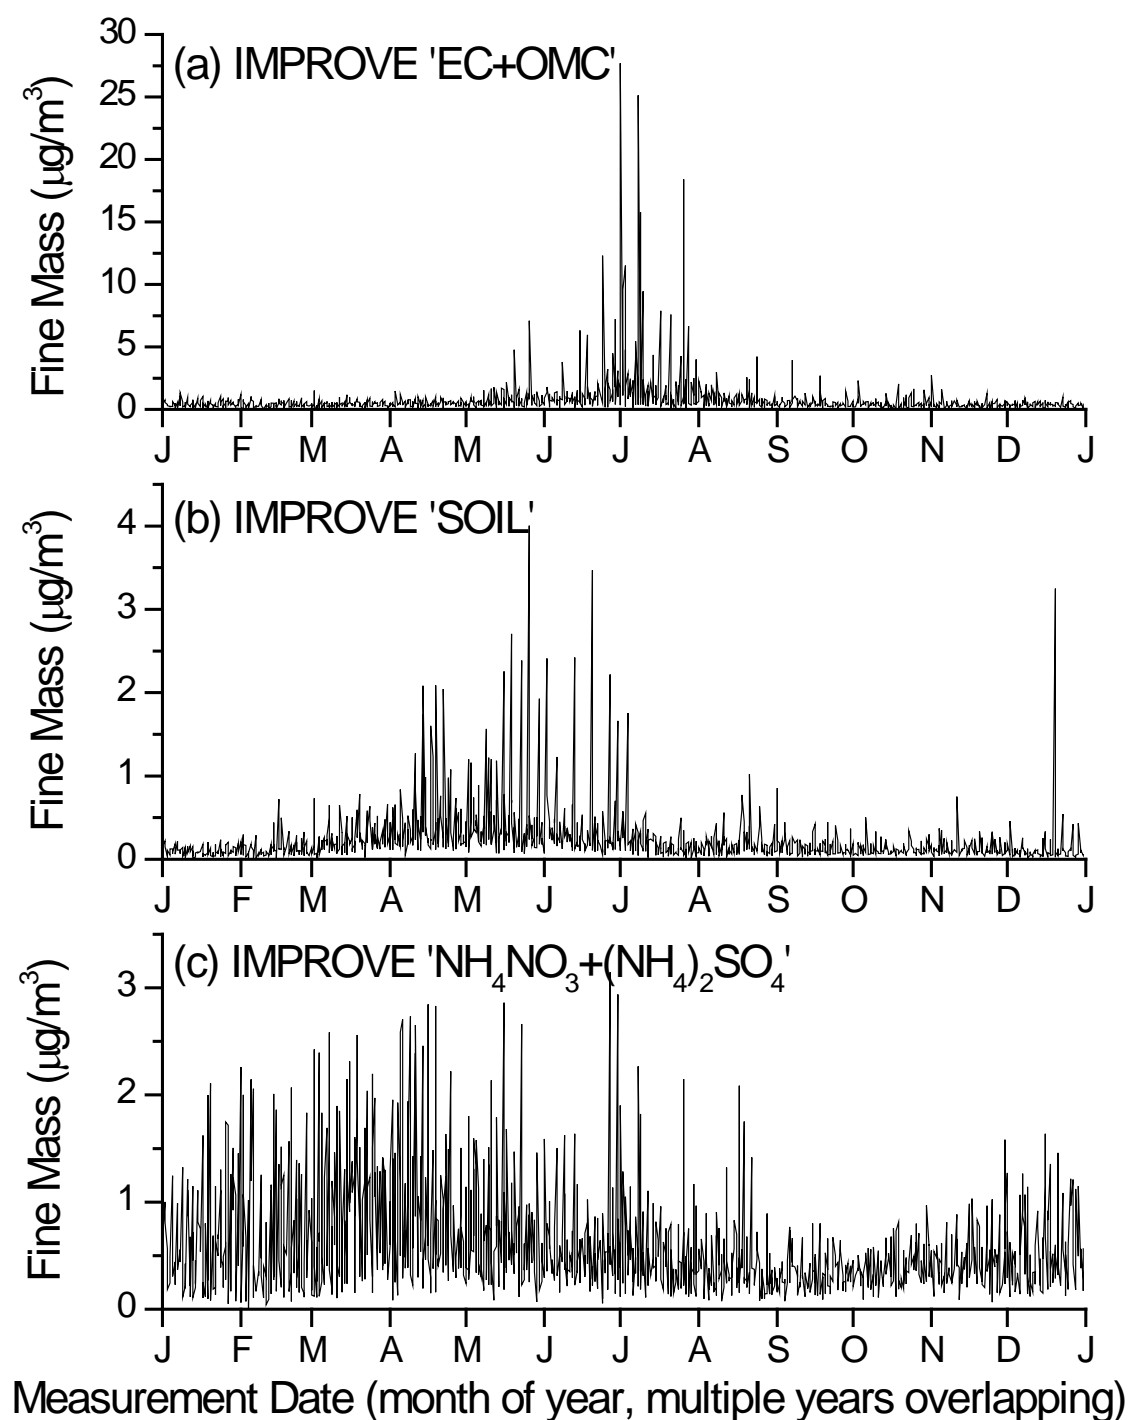 (a) IMPROVE 'EC+OMC'
Fine Mass (μg/m³)
30
25
20
15
10
5
0
J F M A M J J A S O N D J
(b) IMPROVE 'SOIL'
Fine Mass (μg/m³)
4
3
2
1
0
J F M A M J J A S O N D J
(c) IMPROVE 'NH₄NO₃+(NH₄)₂SO₄'
Fine Mass (μg/m³)
3
2
1
0
J F M A M J J A S O N D J
Measurement Date (month of year, multiple years overlapping)